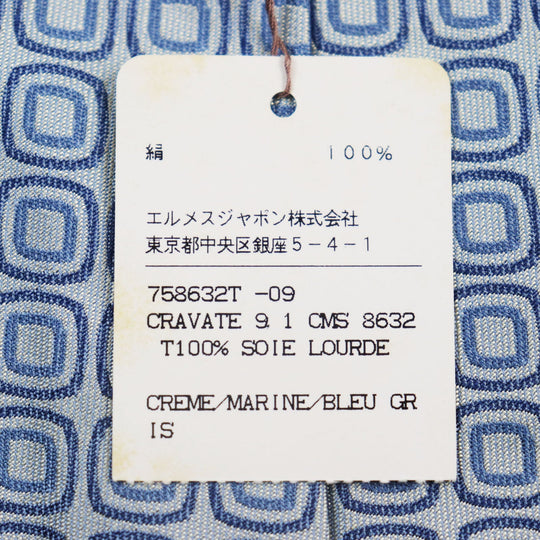 絹 100%
エルメスジャポン株式会社
東京都中央区銀座5-4-1
758632T -09
CRAVATE 9.1 CMS 8632
T100% SOIE LOURDE
CREME/MARINE/BLEU GR
IS